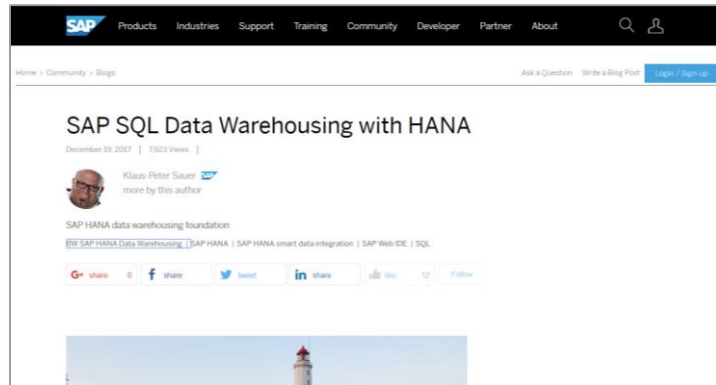 SAP Products Industries Support Training Community Developer Partner About
Home > Community > Blogs Ask a Question Write a Blog Post Login / Sign-up
SAP SQL Data Warehousing with HANA
December 19, 2017 | 7,923 Views |
Klaus-Peter Sauer SAP
more by this author
SAP HANA data warehousing foundation
BW SAP HANA Data Warehousing | SAP HANA | SAP HANA smart data integration | SAP Web IDE | SQL
G+ share 0 f share tweet in share like 12 Follow